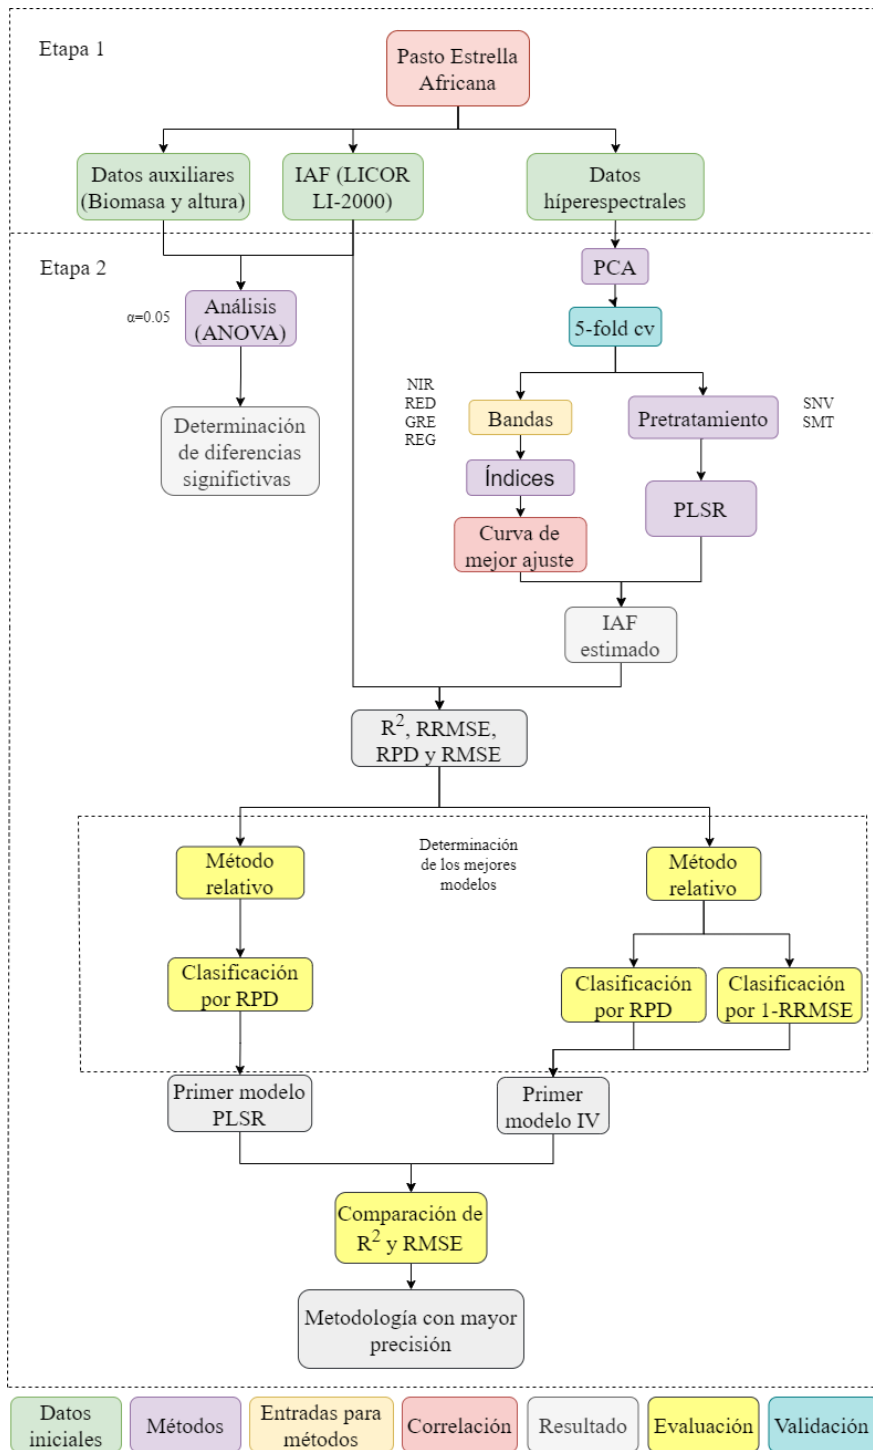 Etapa 1
Pasto Estrella
Africana
Datos auxiliares
(Biomasa y altura)
IAF (LICOR
LI-2000)
Datos
híperespectrales
Etapa 2
PCA
α=0.05
Análisis
(ANOVA)
5-fold cv
NIR
RED
GRE
REG
Bandas
Pretratamiento
SNV
SMT
Determinación
de diferencias
significtivas
Índices
PLSR
Curva de
mejor ajuste
IAF
estimado
R², RRMSE,
RPD y RMSE
Determinación
de los mejores
modelos
Método
relativo
Método
relativo
Clasificación
por RPD
Clasificación
por RPD
Clasificación
por 1-RRMSE
Primer modelo
PLSR
Primer
modelo IV
Comparación de
R² y RMSE
Metodología con mayor
precisión
Datos
iniciales
Métodos
Entradas para
métodos
Correlación
Resultado
Evaluación
Validación